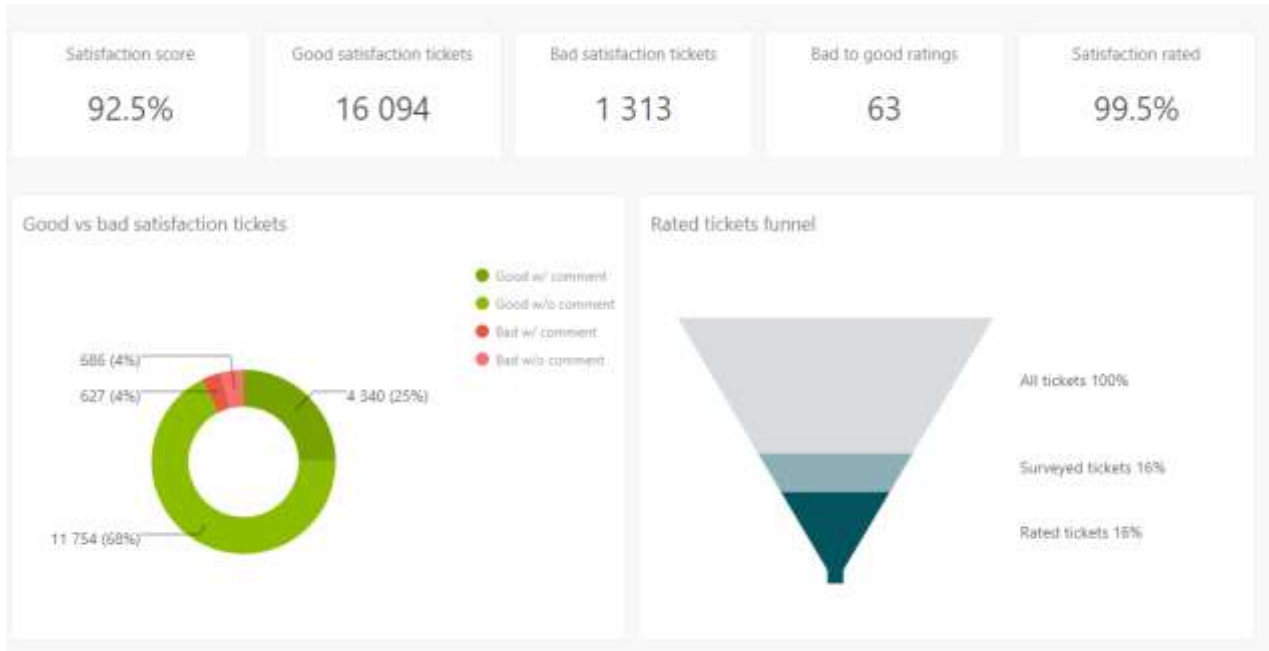 Satisfaction score
Good satisfaction tickets
Bad satisfaction tickets
Bad to good ratings
Satisfaction rated
92.5%
16 094
1 313
63
99.5%
Good vs bad satisfaction tickets
Good w/ comment
Good w/o comment
Bad w/ comment
Bad w/o comment
686 (4%)
627 (4%)
4 340 (25%)
11 754 (68%)
Rated tickets funnel
All tickets 100%
Surveyed tickets 16%
Rated tickets 16%